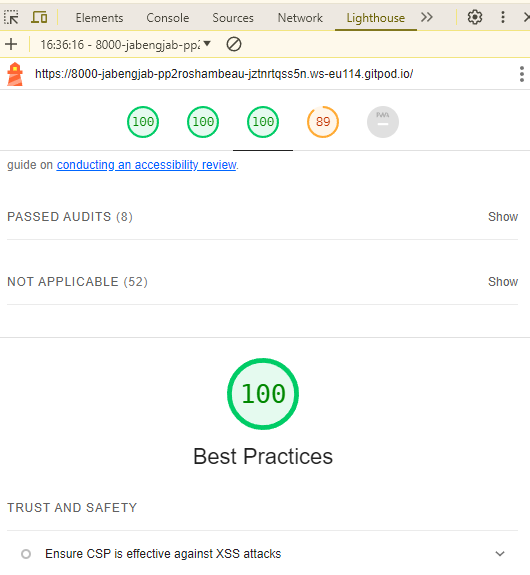 Elements Console Sources Network Lighthouse
16:36:16 - 8000-jabengjab-pp2
https://8000-jabengjab-pp2roshambeau-jztnrtqss5n.ws-eu114.gitpod.io/
100 100 100 89 PWA
guide on conducting an accessibility review.
PASSED AUDITS (8) Show
NOT APPLICABLE (52) Show
100
Best Practices
TRUST AND SAFETY
Ensure CSP is effective against XSS attacks